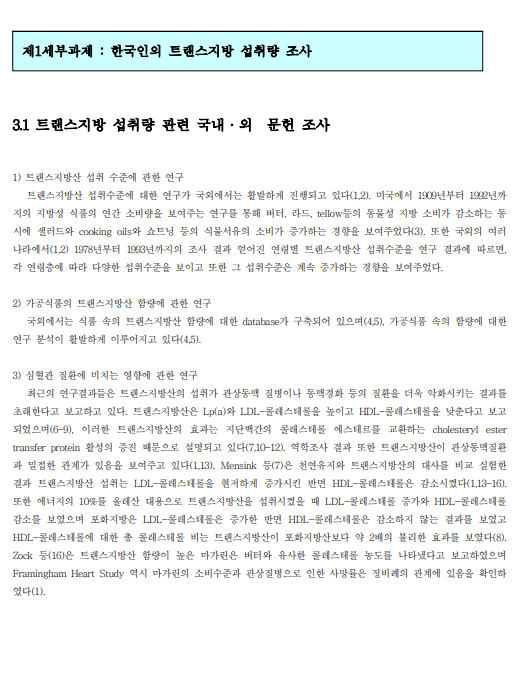 제1세부과제 : 한국인의 트랜스지방 섭취량 조사
3.1 트랜스지방 섭취량 관련 국내·외 문헌 조사
1) 트랜스지방산 섭취 수준에 관한 연구
트랜스지방산 섭취수준에 대한 연구가 국외에서는 활발하게 진행되고 있다(1,2). 미국에서 1909년부터 1992년까
지의 지방성 식품의 연간 소비량을 보여주는 연구를 통해 버터, 라드, tellow등의 동물성 지방 소비가 감소하는 동
시에 샐러드와 cooking oils와 쇼트닝 등의 식물서유의 소비가 증가하는 경향을 보여주었다(3). 또한 국외의 여러
나라에서(1,2) 1978년부터 1993년까지의 조사 결과 얻어진 연령별 트랜스지방산 섭취수준을 연구 결과에 따르면,
각 연령층에 따라 다양한 섭취수준을 보이고 또한 그 섭취수준은 계속 증가하는 경향을 보여주었다.
2) 가공식품의 트랜스지방산 함량에 관한 연구
국외에서는 식품 속의 트랜스지방산 함량에 대한 database가 구축되어 있으며(4,5), 가공식품 속의 함량에 대한
연구 분석이 활발하게 이루어지고 있다(4,5).
3) 심혈관 질환에 미치는 영향에 관한 연구
최근의 연구결과들은 트랜스지방산의 섭취가 관상동맥 질병이나 동맥경화 등의 질환을 더욱 악화시키는 결과를
초래한다고 보고하고 있다. 트랜스지방산은 Lp(a)와 LDL-콜레스테롤을 높이고 HDL-콜레스테롤을 낮춘다고 보고
되었으며(6-9), 이러한 트랜스지방산의 효과는 지단백간의 콜레스테롤 에스테르를 교환하는 cholesteryl ester
transfer protein 활성의 증진 때문으로 설명되고 있다(7,10-12). 역학조사 결과 또한 트랜스지방산이 관상동맥질환
과 밀접한 관계가 있음을 보여주고 있다(1,13). Mensink 등(7)은 천연유지와 트랜스지방산의 대사를 비교 실험한
결과 트랜스지방산 섭취는 LDL-콜레스테롤을 현저하게 증가시킨 반면 HDL-콜레스테롤은 감소시켰다(1,13-16).
또한 에너지의 10%를 올레산 대용으로 트랜스지방산을 섭취시켰을 때 LDL-콜레스테롤 증가와 HDL-콜레스테롤
감소를 보였으며 포화지방은 LDL-콜레스테롤은 증가한 반면 HDL-콜레스테롤은 감소하지 않는 결과를 보였고
HDL-콜레스테롤에 대한 총 콜레스테롤 비는 트랜스지방산이 포화지방산보다 약 2배의 불리한 효과를 보였다(8).
Zock 등(16)은 트랜스지방산 함량이 높은 마가린은 버터와 유사한 콜레스테롤 농도를 나타냈다고 보고하였으며
Framingham Heart Study 역시 마가린의 소비수준과 관상질병으로 인한 사망률은 정비례의 관계에 있음을 확인하
였다(1).